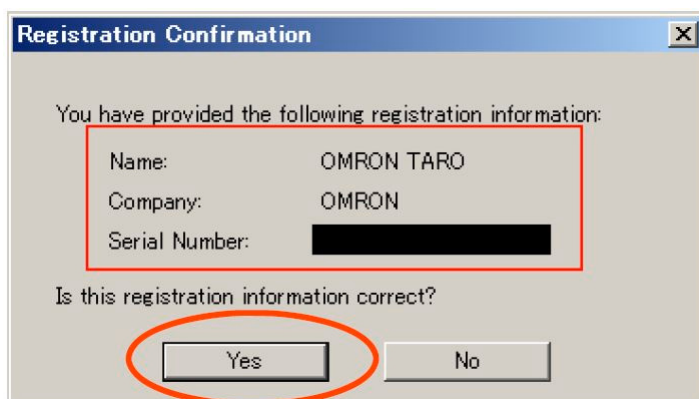 Registration Confirmation
You have provided the following registration information:
Name: OMRON TARO
Company: OMRON
Serial Number:
Is this registration information correct?
Yes No